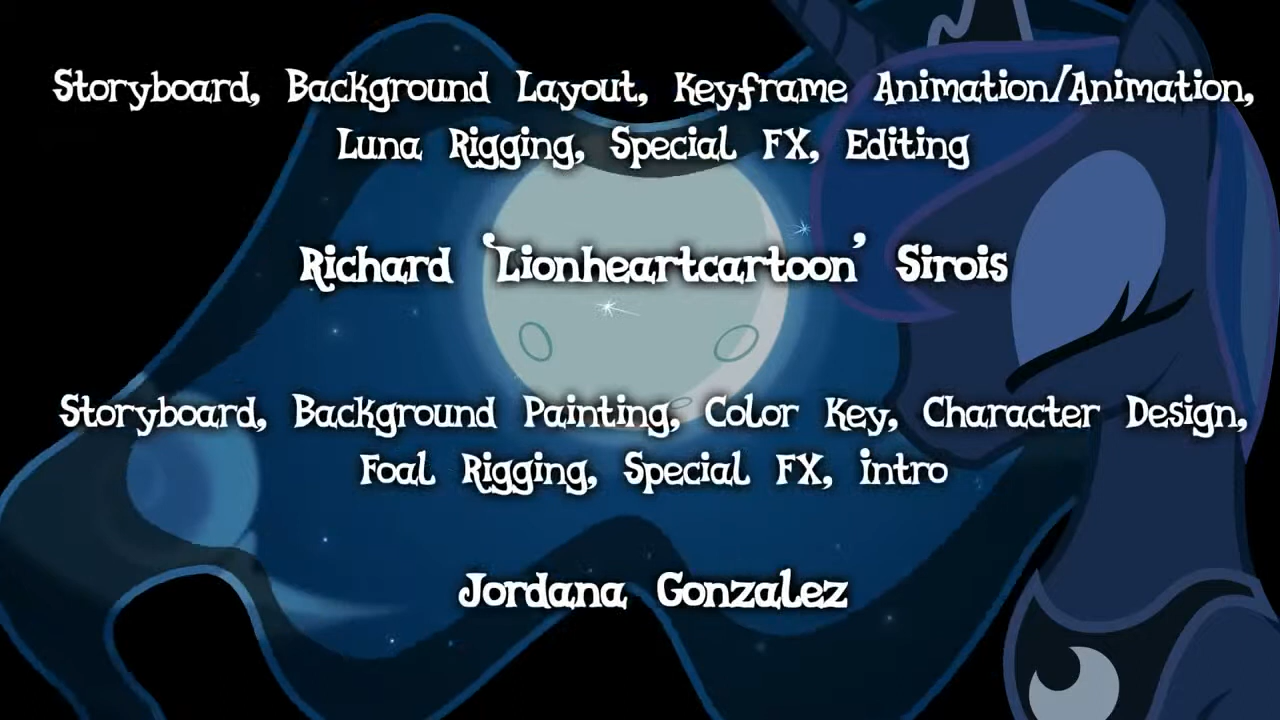 Storyboard, Background Layout, Keyframe Animation/Animation,
Luna Rigging, Special FX, Editing
Richard 'Lionheartcartoon' Sirois
Storyboard, Background Painting, Color Key, Character Design,
Foal Rigging, Special FX, intro
Jordana Gonzalez